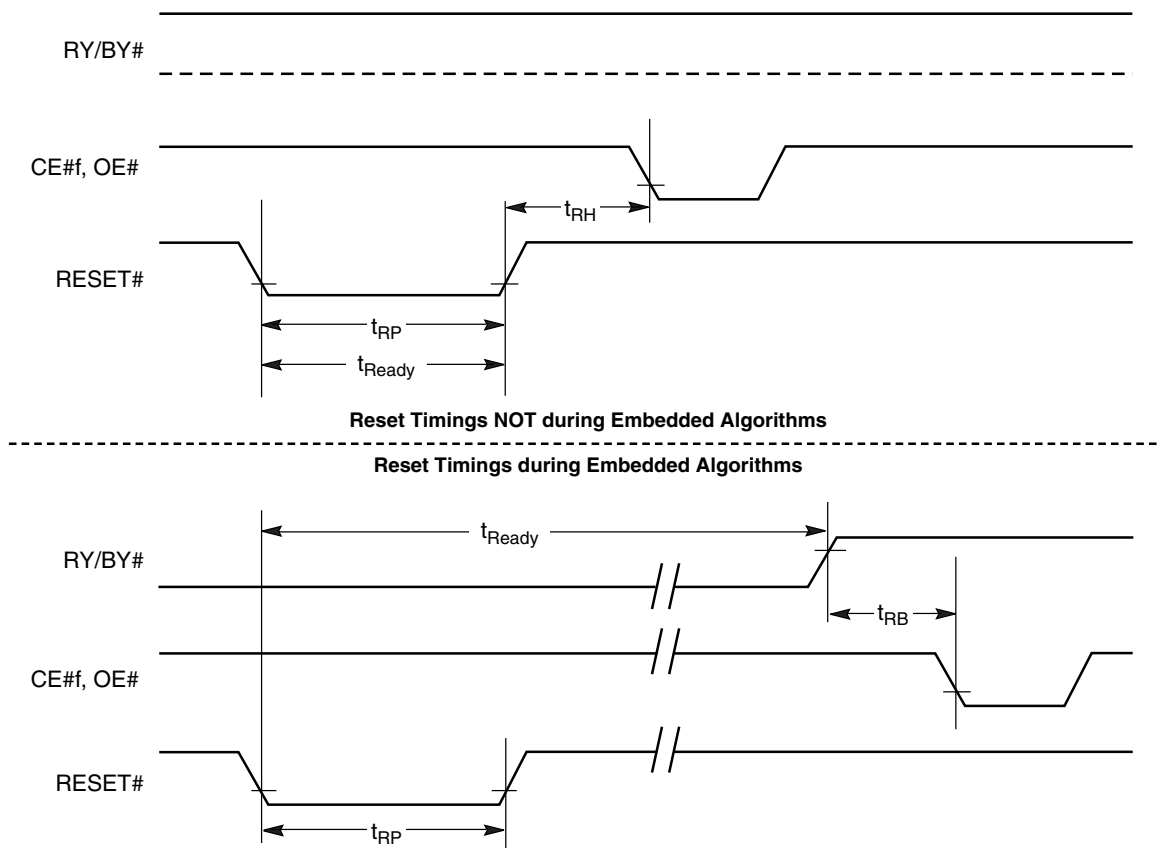 RY/BY#
CE#f, OE#
tRH
RESET#
tRP
tReady
Reset Timings NOT during Embedded Algorithms
Reset Timings during Embedded Algorithms
tReady
RY/BY#
tRB
CE#f, OE#
RESET#
tRP